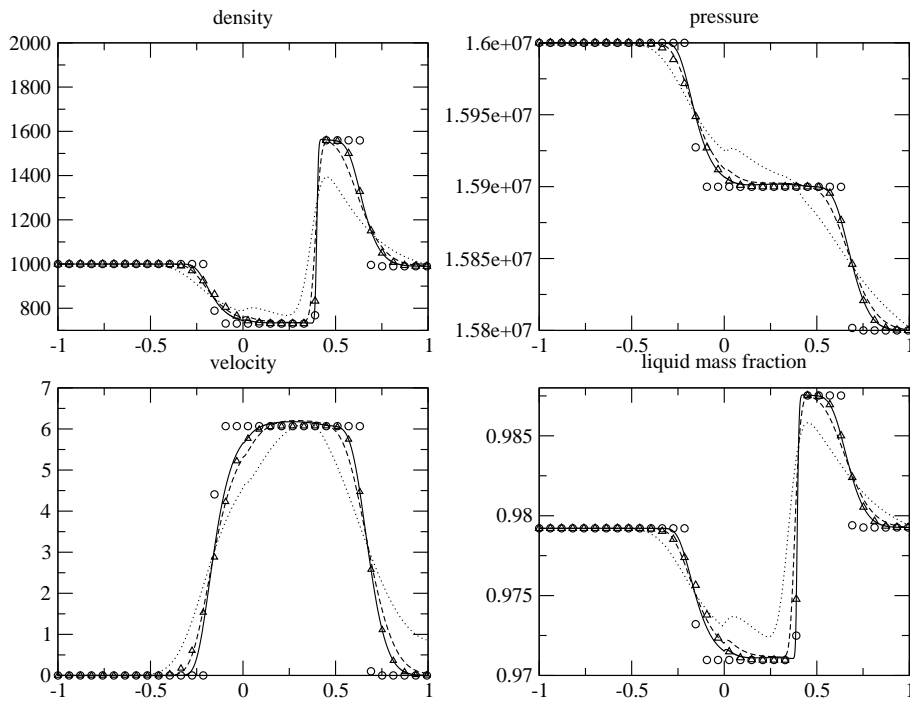 density
2000
1800
1600
1400
1200
1000
800
-1 -0.5 0 0.5 1
pressure
1.6e+07
1.595e+07
1.59e+07
1.585e+07
1.58e+07
-1 -0.5 0 0.5 1
velocity
7
6
5
4
3
2
1
0
-1 -0.5 0 0.5 1
liquid mass fraction
0.985
0.98
0.975
0.97
-1 -0.5 0 0.5 1